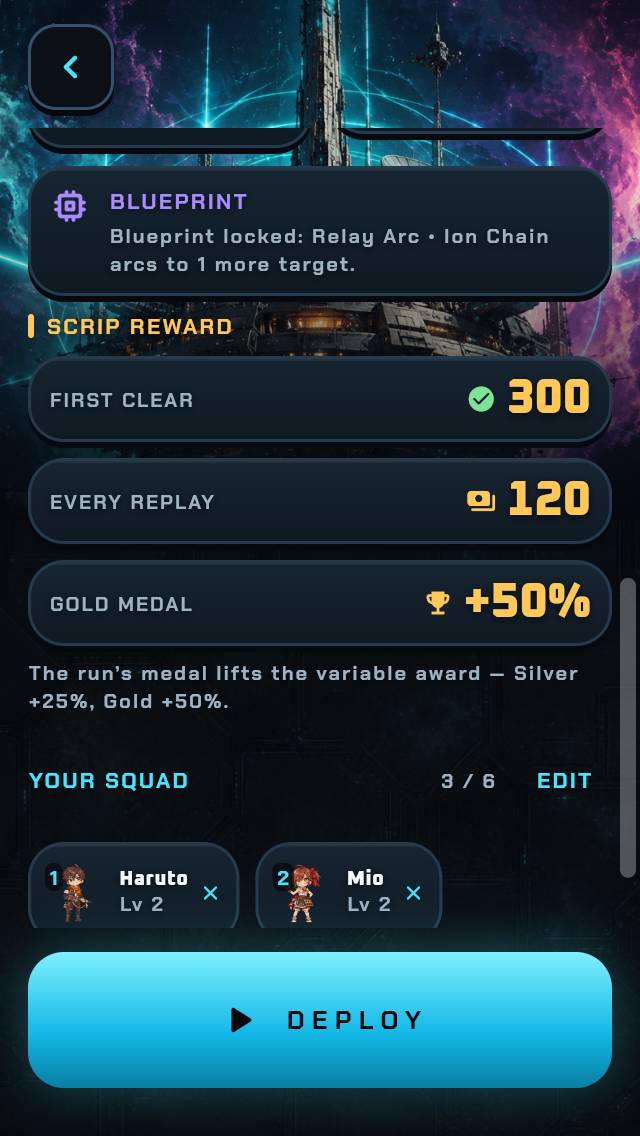 BLUEPRINT
Blueprint locked: Relay Arc • Ion Chain
arcs to 1 more target.
SCRIP REWARD
FIRST CLEAR 300
EVERY REPLAY 120
GOLD MEDAL +50%
The run's medal lifts the variable award — Silver
+25%, Gold +50%.
YOUR SQUAD 3 / 6 EDIT
1 Haruto 2 Mio
Lv 2 Lv 2
DEPLOY